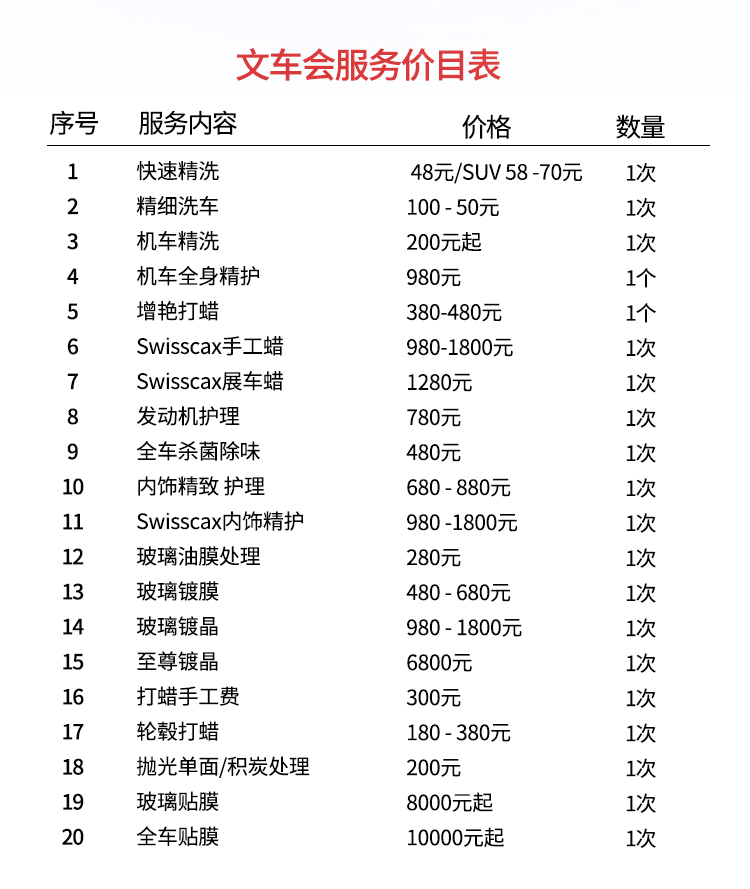 文车会服务价目表
序号 服务内容 价格 数量
1 快速精洗 48元/SUV 58 -70元 1次
2 精细洗车 100 - 50元 1次
3 机车精洗 200元起 1次
4 机车全身精护 980元 1个
5 增艳打蜡 380-480元 1个
6 Swisscax手工蜡 980-1800元 1次
7 Swisscax展车蜡 1280元 1次
8 发动机护理 780元 1次
9 全车杀菌除味 480元 1次
10 内饰精致 护理 680 - 880元 1次
11 Swisscax内饰精护 980 -1800元 1次
12 玻璃油膜处理 280元 1次
13 玻璃镀膜 480 - 680元 1次
14 玻璃镀晶 980 - 1800元 1次
15 至尊镀晶 6800元 1次
16 打蜡手工费 300元 1次
17 轮毂打蜡 180 - 380元 1次
18 抛光单面/积炭处理 200元 1次
19 玻璃贴膜 8000元起 1次
20 全车贴膜 10000元起 1次